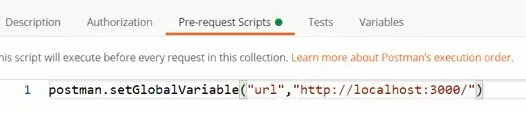 Description Authorization Pre-request Scripts Tests Variables
his script will execute before every request in this collection. Learn more about Postman's execution order.
1 postman.setGlobalVariable("url","http://localhost:3000/")